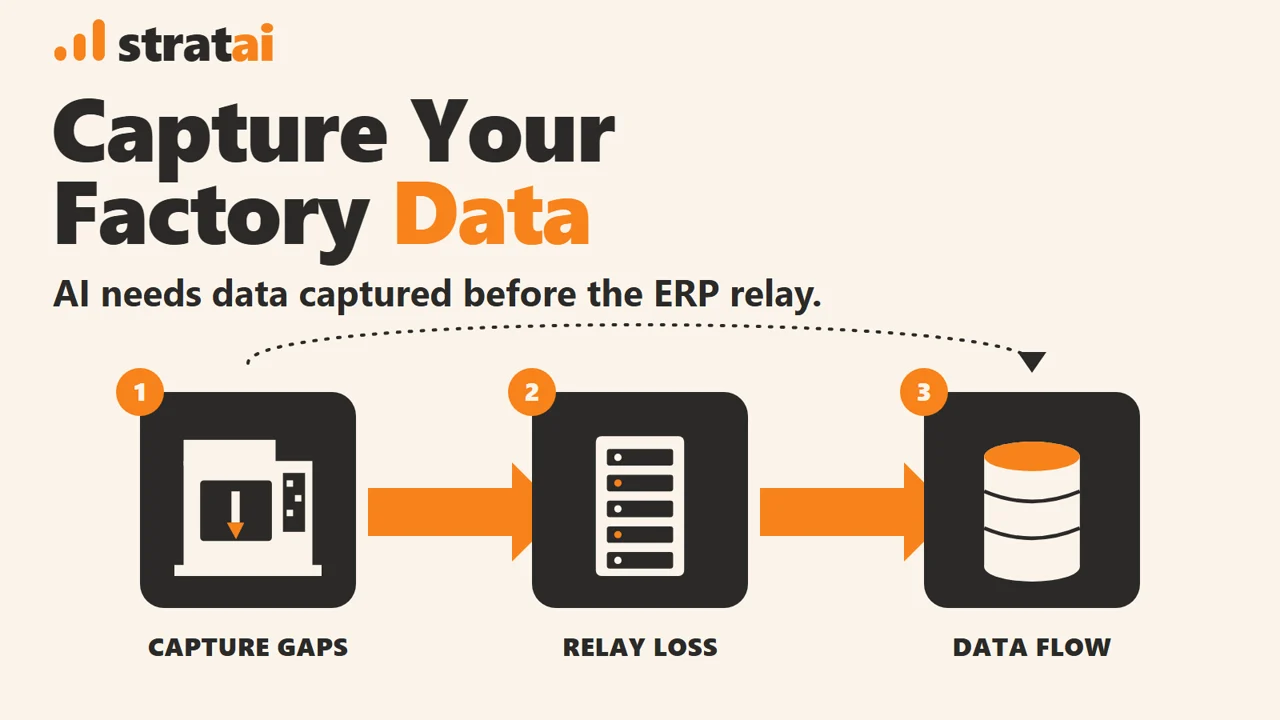 stratai
Capture Your
Factory Data
AI needs data captured before the ERP relay.
1
2
3
CAPTURE GAPS
RELAY LOSS
DATA FLOW